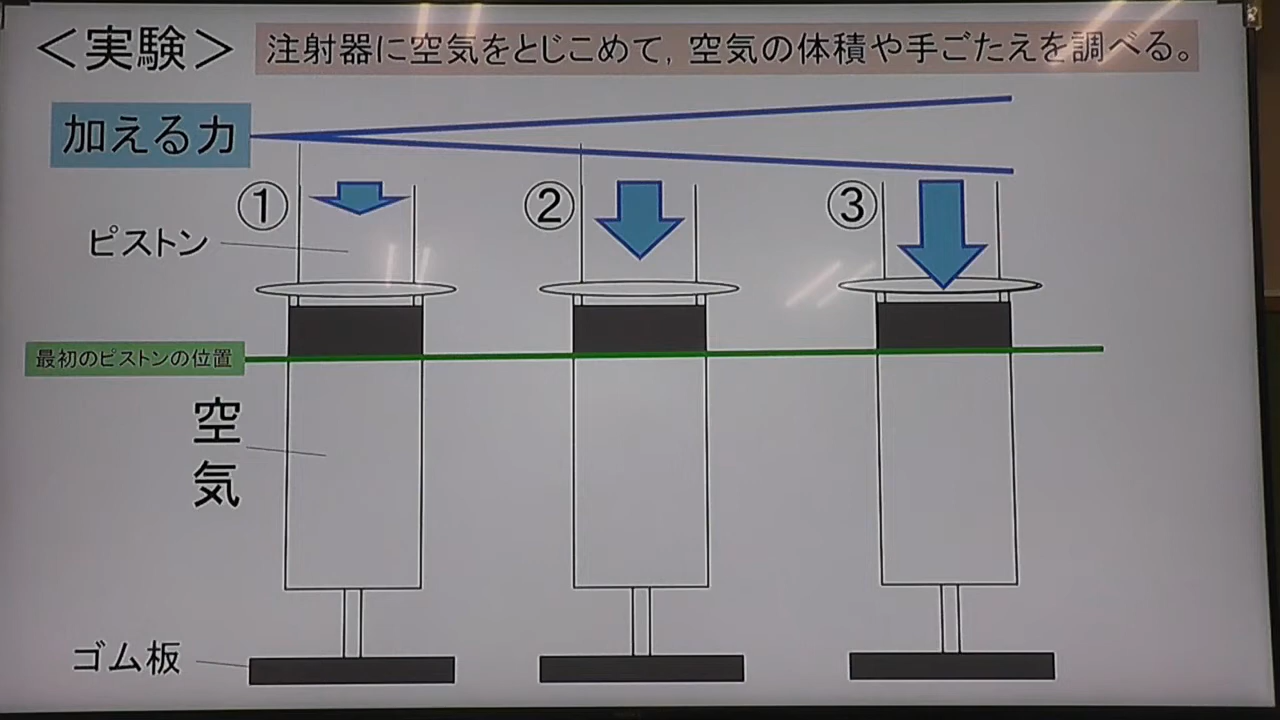 ＜実験＞
注射器に空気をとじこめて，空気の体積や手ごたえを調べる。
加える力
① ② ③
ピストン
最初のピストンの位置
空気
ゴム板